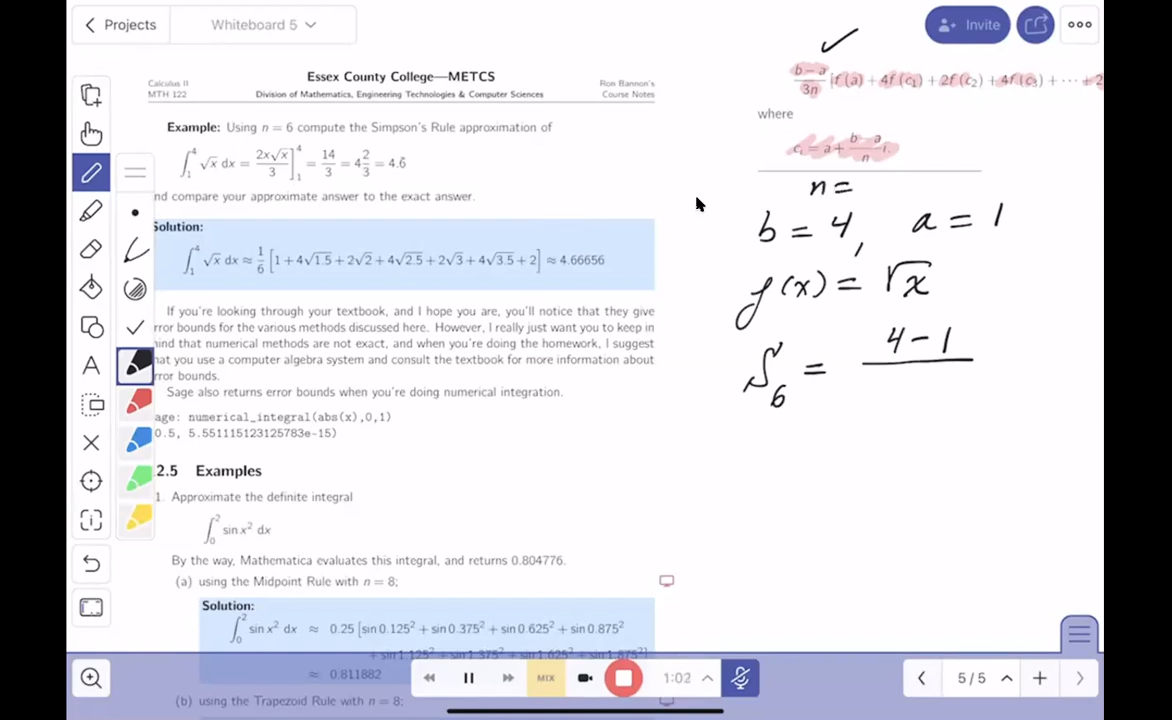 Projects
Whiteboard 5
Invite
Calculus II
MTH 122
Essex County College—METCS
Division of Mathematics, Engineering Technologies & Computer Sciences
Ron Bannon's
Course Notes
Example: Using n = 6 compute the Simpson's Rule approximation of
∫₁⁴ √x dx = 2x√x/3 ]₁⁴ = 14/3 = 4 2/3 = 4.6̄
nd compare your approximate answer to the exact answer.
Solution:
∫₁⁴ √x dx ≈ 1/6 [1 + 4√1.5 + 2√2 + 4√2.5 + 2√3 + 4√3.5 + 2] ≈ 4.66656
If you're looking through your textbook, and I hope you are, you'll notice that they give
rror bounds for the various methods discussed here. However, I really just want you to keep in
ind that numerical methods are not exact, and when you're doing the homework, I suggest
hat you use a computer algebra system and consult the textbook for more information about
rror bounds.
Sage also returns error bounds when you're doing numerical integration.
age: numerical_integral(abs(x),0,1)
0.5, 5.551115123125783e-15)
2.5 Examples
1. Approximate the definite integral
∫₀² sin x² dx
By the way, Mathematica evaluates this integral, and returns 0.804776.
(a) using the Midpoint Rule with n = 8;
Solution:
∫₀² sin x² dx ≈ 0.25 [sin 0.125² + sin 0.375² + sin 0.625² + sin 0.875²
+ sin 1.125² + sin 1.375² + sin 1.625² + sin 1.875²]
≈ 0.811882
(b) using the Trapezoid Rule with n = 8;
b − a/3n [f(a) + 4f(c₁) + 2f(c₂) + 4f(c₃) + ⋯ + 2
where
cᵢ = a + b − a/n i.
n =
b = 4, a = 1
f(x) = √x
S₆ = 4 − 1
A
MIX
1:02
5/5